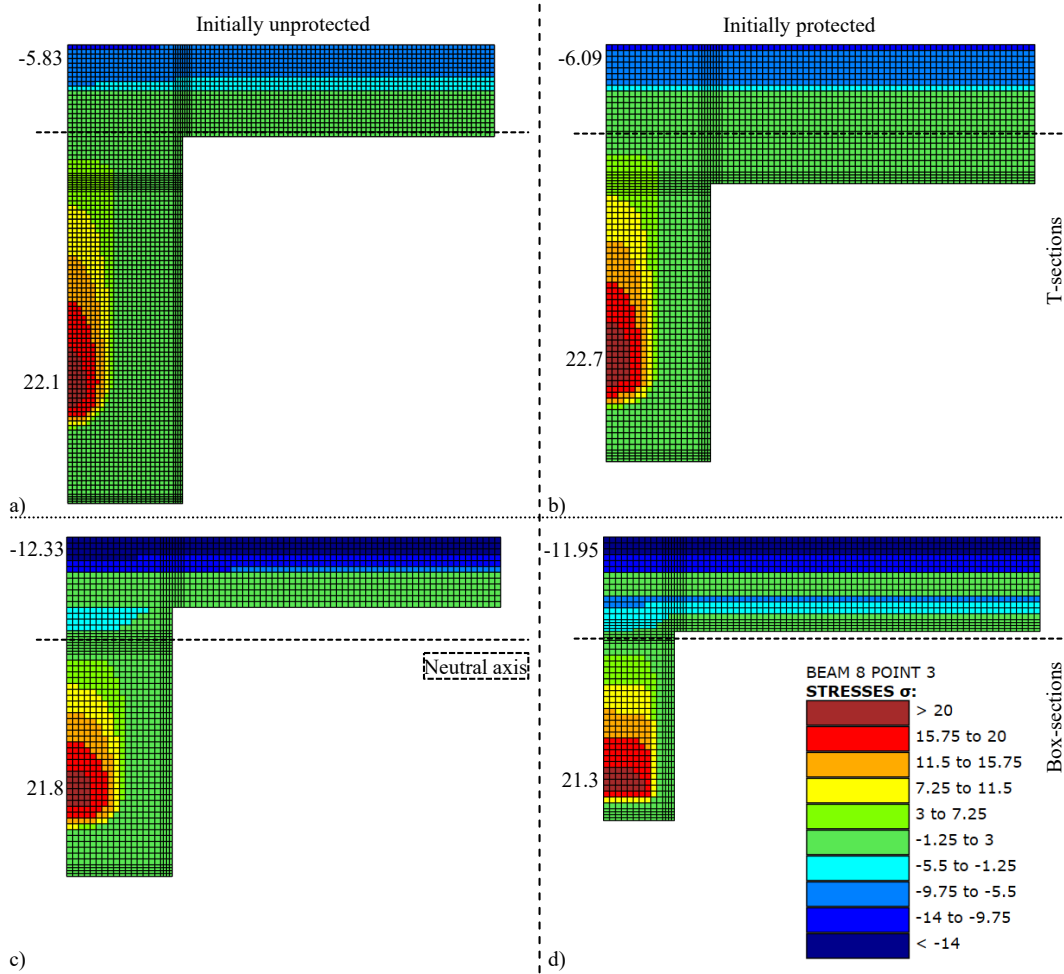 Initially unprotected
Initially protected
-5.83
-6.09
T-sections
22.1
22.7
a)
b)
-12.33
-11.95
Neutral axis
Box-sections
21.8
21.3
BEAM 8 POINT 3
STRESSES σ:
> 20
15.75 to 20
11.5 to 15.75
7.25 to 11.5
3 to 7.25
-1.25 to 3
-5.5 to -1.25
-9.75 to -5.5
-14 to -9.75
< -14
c)
d)